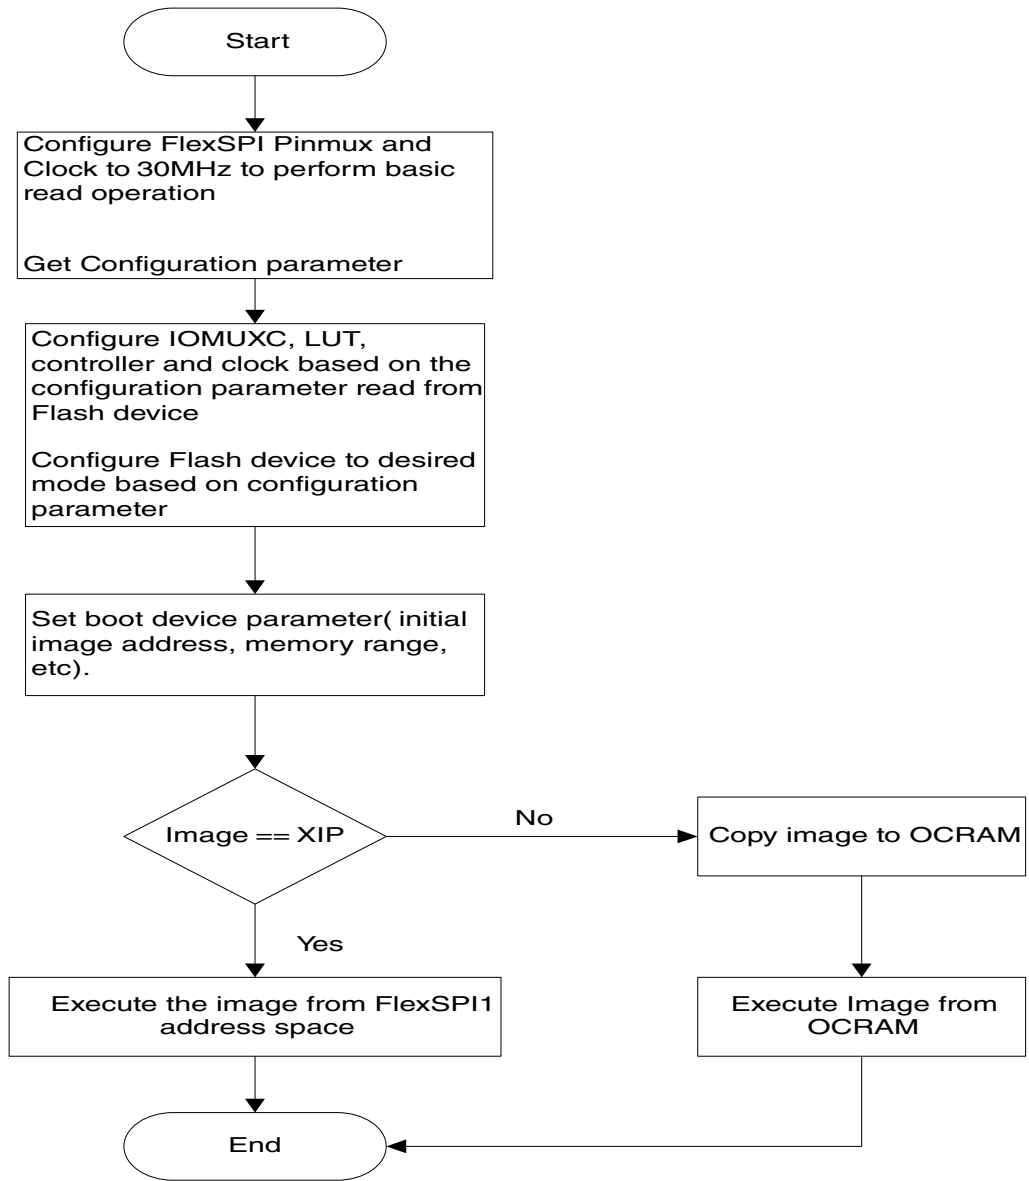 Start
Configure FlexSPI Pinmux and
Clock to 30MHz to perform basic
read operation
Get Configuration parameter
Configure IOMUXC, LUT,
controller and clock based on the
configuration parameter read from
Flash device
Configure Flash device to desired
mode based on configuration
parameter
Set boot device parameter( initial
image address, memory range,
etc).
Image == XIP
No
Copy image to OCRAM
Yes
Execute the image from FlexSPI1
address space
Execute Image from
OCRAM
End